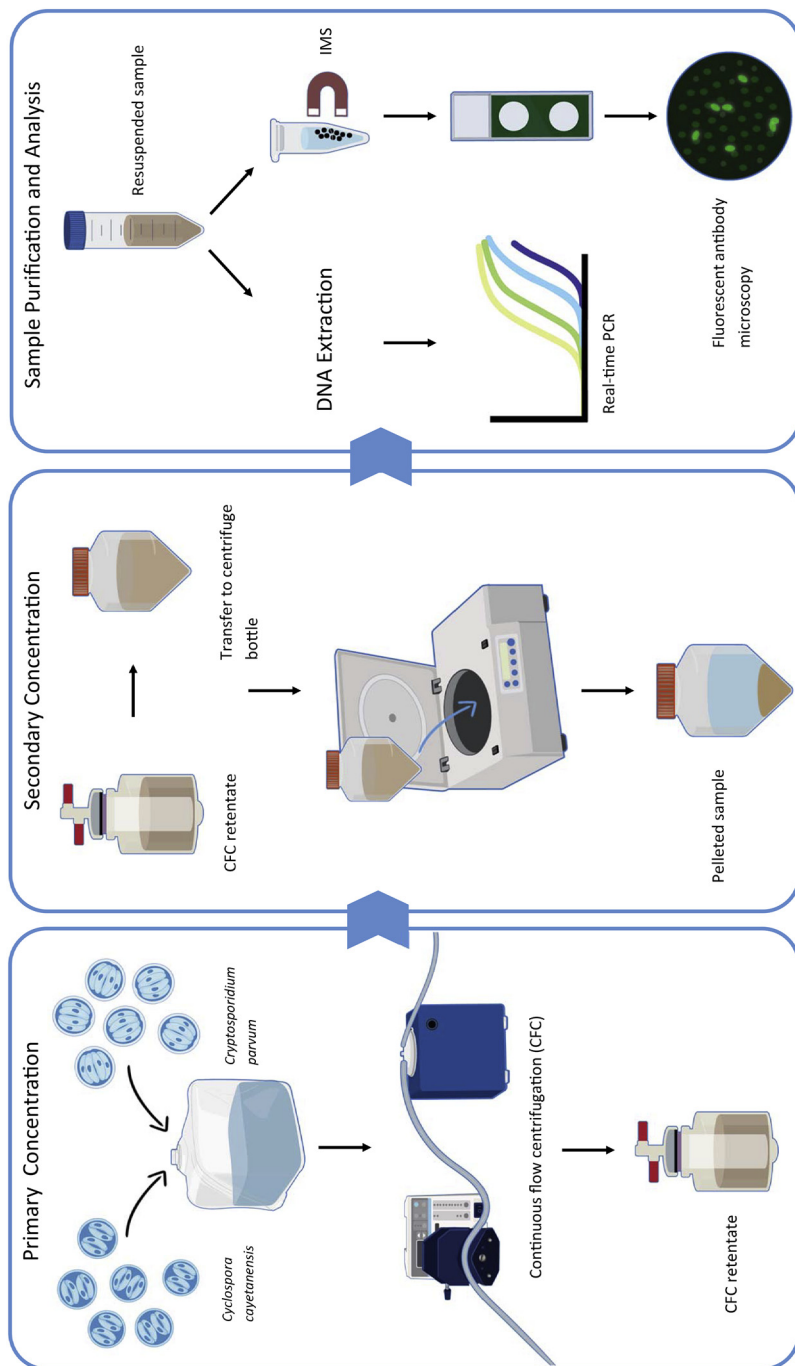 Primary Concentration
Cyclospora
cayetanensis
Cryptosporidium
parvum
Continuous flow centrifugation (CFC)
CFC retentate
Secondary Concentration
CFC retentate
Transfer to centrifuge
bottle
Pelleted sample
Sample Purification and Analysis
Resuspended sample
DNA Extraction
IMS
Real-time PCR
Fluorescent antibody
microscopy